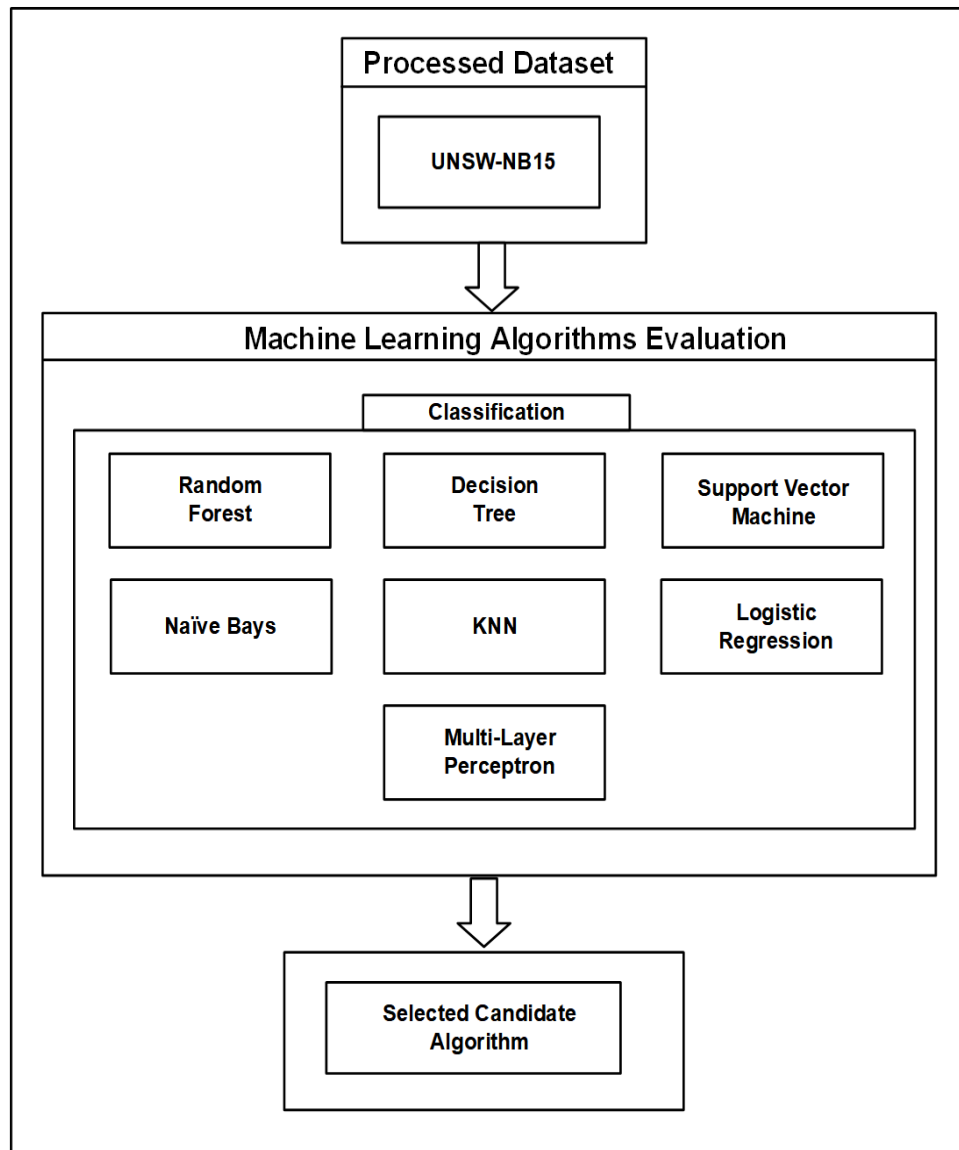 Processed Dataset
UNSW-NB15
Machine Learning Algorithms Evaluation
Classification
Random
Forest
Decision
Tree
Support Vector
Machine
Naïve Bays
KNN
Logistic
Regression
Multi-Layer
Perceptron
Selected Candidate
Algorithm